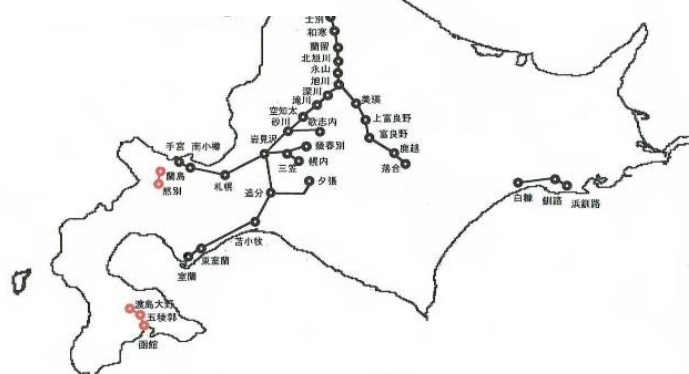 士別
和寒
蘭留
北旭川
永山
旭川
深川
滝川
空知太
砂川
歌志内
美瑛
上富良野
富良野
鹿越
落合
手宮
南小樽
岩見沢
幾春別
幌内
三笠
蘭島
然別
札幌
追分
夕張
白糠
釧路
浜釧路
苫小牧
東室蘭
室蘭
渡島大野
五稜郭
函館